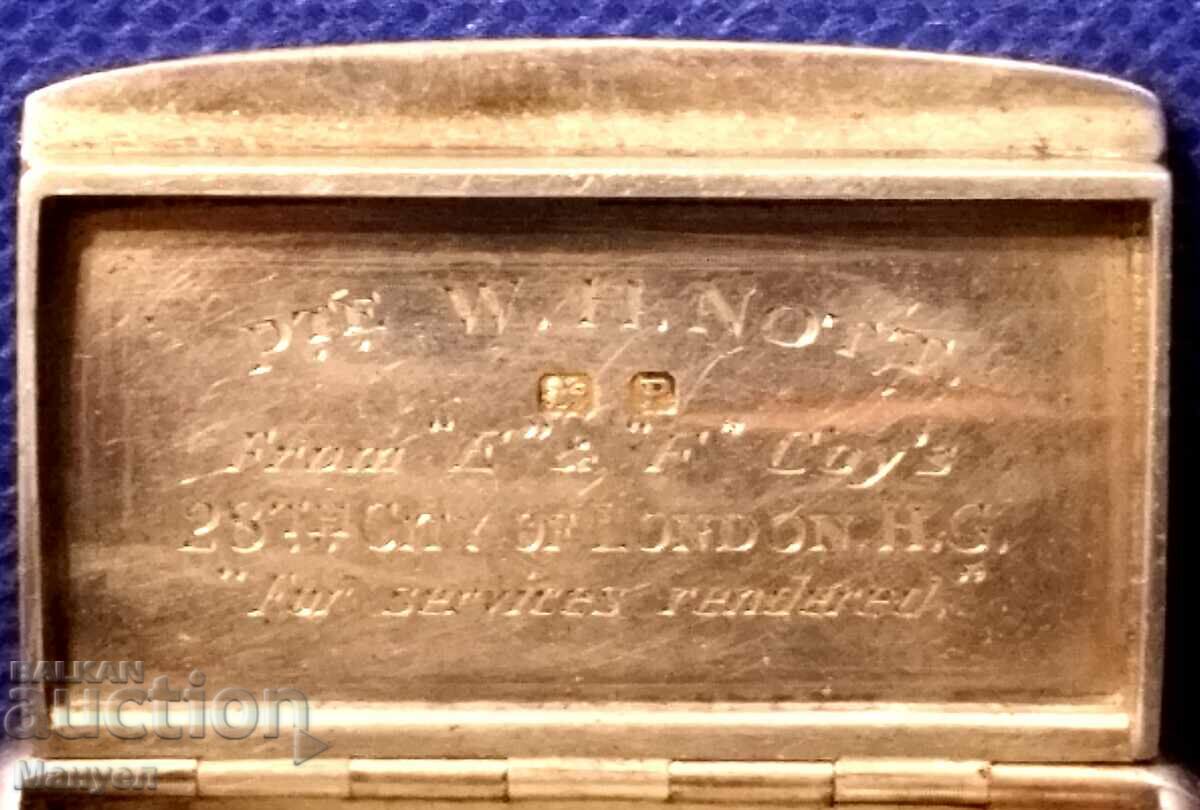 PTE W.H.NOTT.
P
From "E" & "F" Coy's
28TH CITY OF LONDON.H.G.
"For services rendered."
BALKAN
auction
Мануел